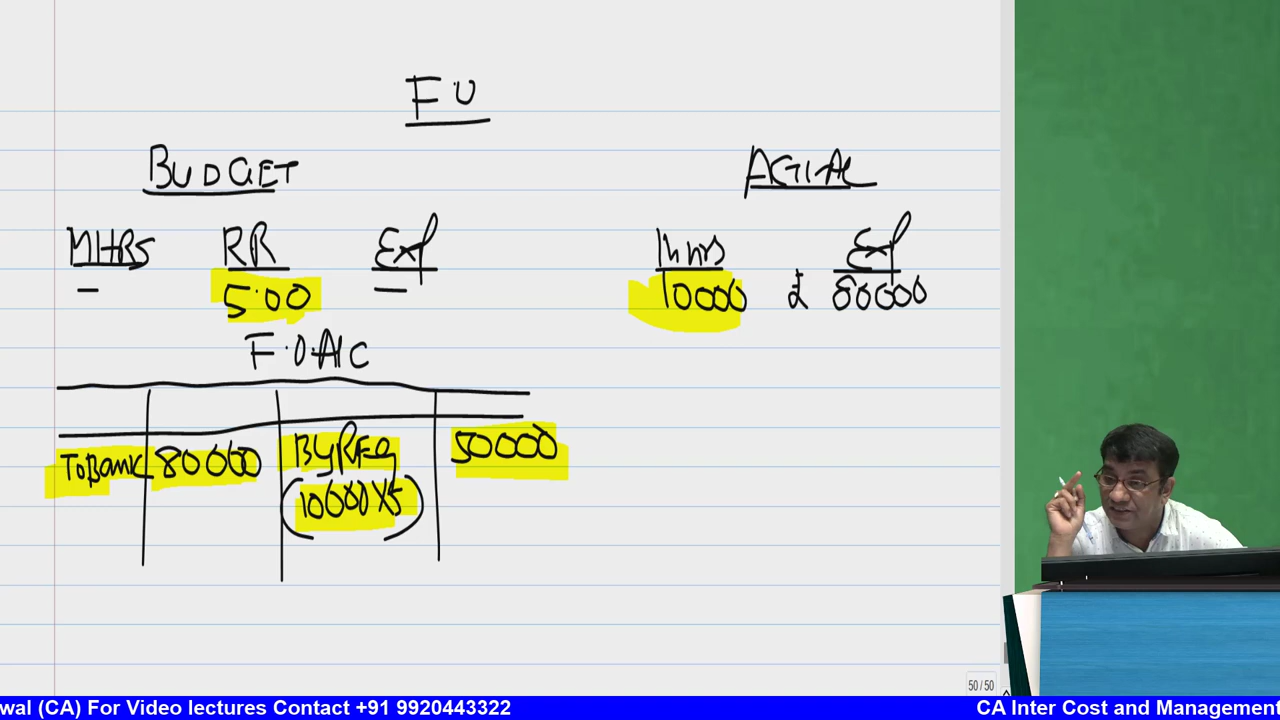 F.O
BUDGET
ACTUAL
MHRS RR Exp
M hrs Exp
— 5.00 —
10000 ₹ 80000
F.O.A/C
To Bank 80000 By RFQ 50000
(10000 X 5)
50 / 50
wal (CA) For Video lectures Contact +91 9920443322
CA Inter Cost and Management